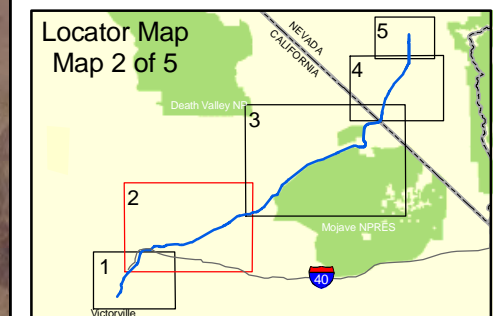 Locator Map
Map 2 of 5
NEVADA
CALIFORNIA
5
4
Death Valley NP
3
2
Mojave NPRES
1
40
Victorville